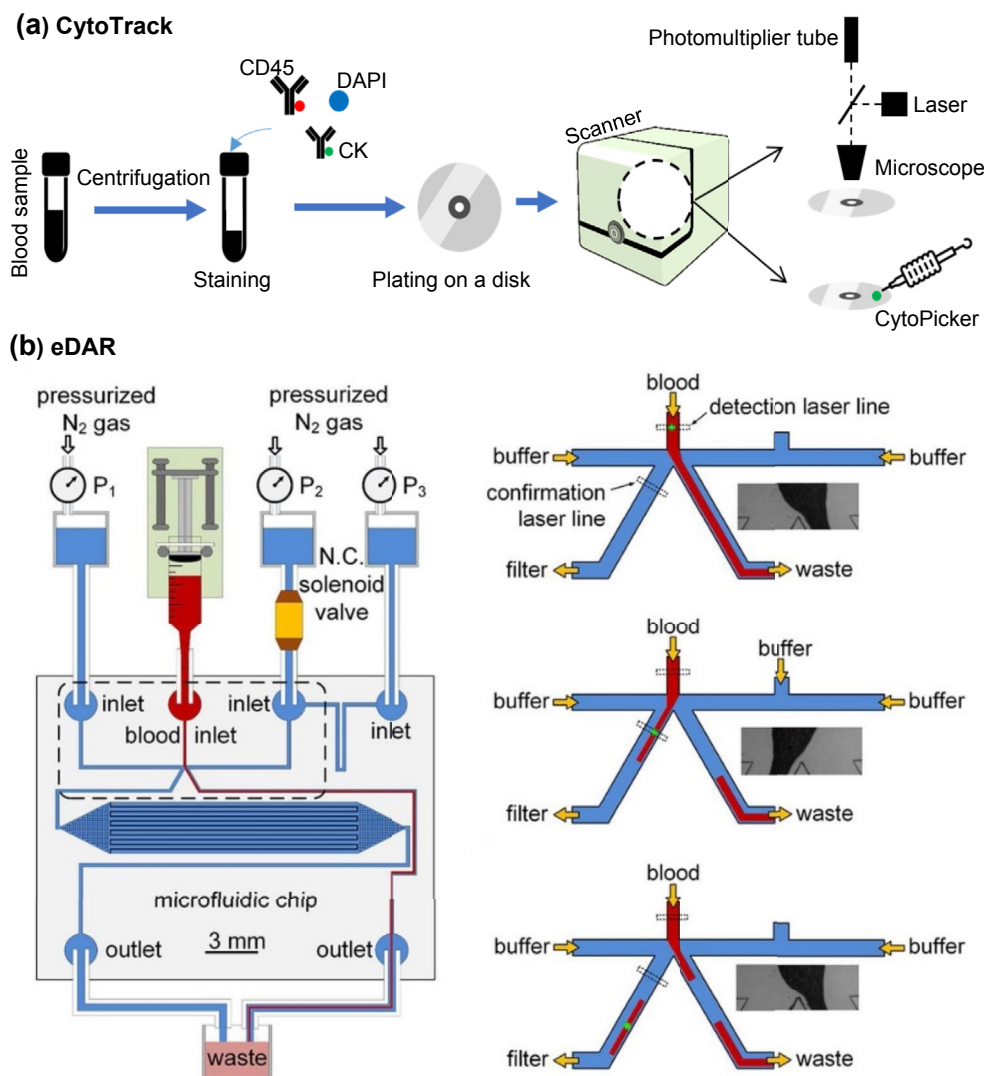 (a) CytoTrack
Photomultiplier tube
CD45
DAPI
CK
Laser
Scanner
Microscope
Blood sample
Centrifugation
Staining
Plating on a disk
CytoPicker
(b) eDAR
pressurized
N2 gas
pressurized
N2 gas
P1
P2
P3
N.C.
solenoid
valve
inlet
blood inlet
inlet
inlet
microfluidic chip
3 mm
outlet
outlet
waste
blood
detection laser line
buffer
buffer
confirmation
laser line
filter
waste
blood
buffer
buffer
buffer
filter
waste
blood
buffer
buffer
filter
waste